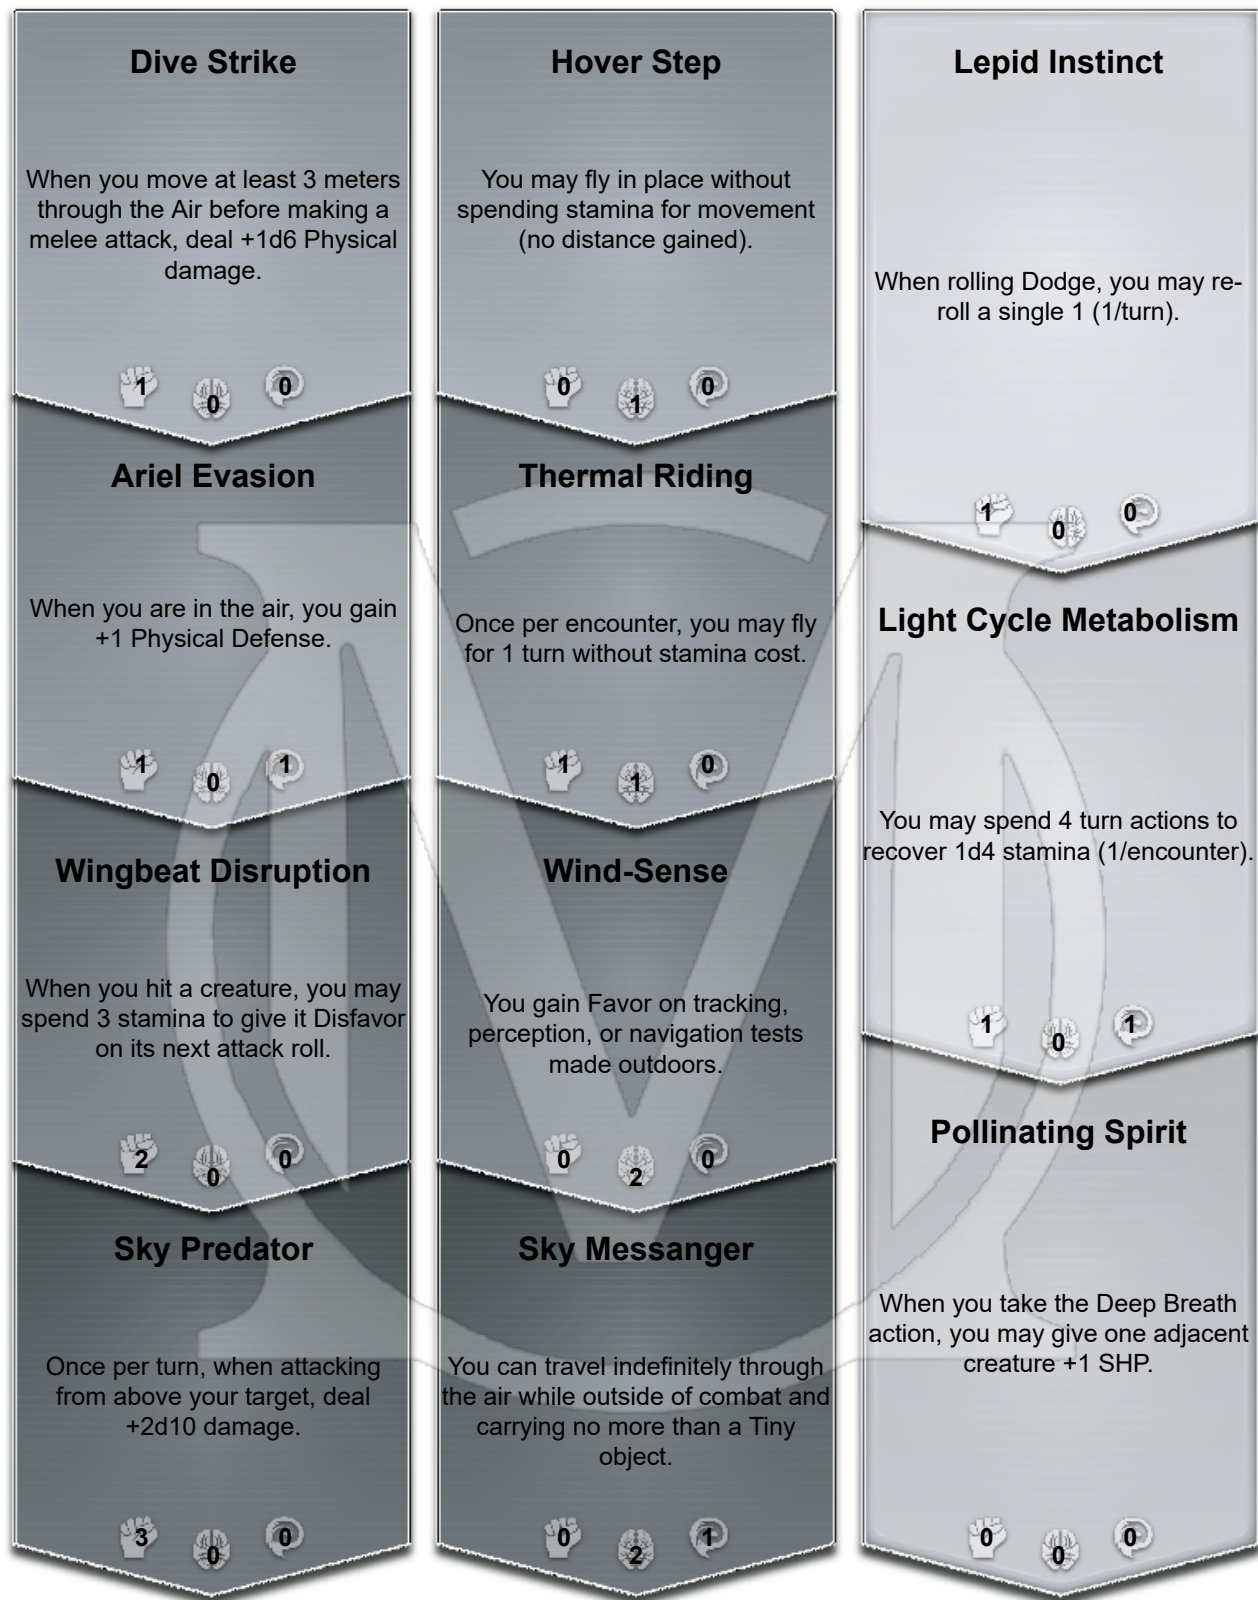 Dive Strike
When you move at least 3 meters
through the Air before making a
melee attack, deal +1d6 Physical
damage.
1
0
0
Ariel Evasion
When you are in the air, you gain
+1 Physical Defense.
1
0
1
Wingbeat Disruption
When you hit a creature, you may
spend 3 stamina to give it Disfavor
on its next attack roll.
2
0
0
Sky Predator
Once per turn, when attacking
from above your target, deal
+2d10 damage.
3
0
0
Hover Step
You may fly in place without
spending stamina for movement
(no distance gained).
0
1
0
Thermal Riding
Once per encounter, you may fly
for 1 turn without stamina cost.
1
1
0
Wind-Sense
You gain Favor on tracking,
perception, or navigation tests
made outdoors.
0
2
0
Sky Messanger
You can travel indefinitely through
the air while outside of combat and
carrying no more than a Tiny
object.
0
2
1
Lepid Instinct
When rolling Dodge, you may re-
roll a single 1 (1/turn).
1
0
0
Light Cycle Metabolism
You may spend 4 turn actions to
recover 1d4 stamina (1/encounter).
1
0
1
Pollinating Spirit
When you take the Deep Breath
action, you may give one adjacent
creature +1 SHP.
0
0
0